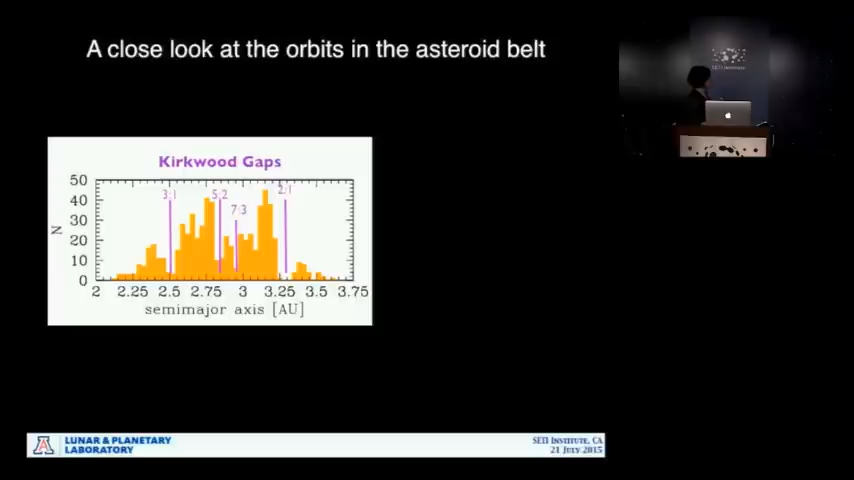 A close look at the orbits in the asteroid belt
SETI Institute
Kirkwood Gaps
50
40
30
20
10
0
N
3:1
5:2
7:3
2:1
2 2.25 2.5 2.75 3 3.25 3.5 3.75
semimajor axis [AU]
A
LUNAR & PLANETARY
LABORATORY
SETI INSTITUTE, CA
21 JULY 2015